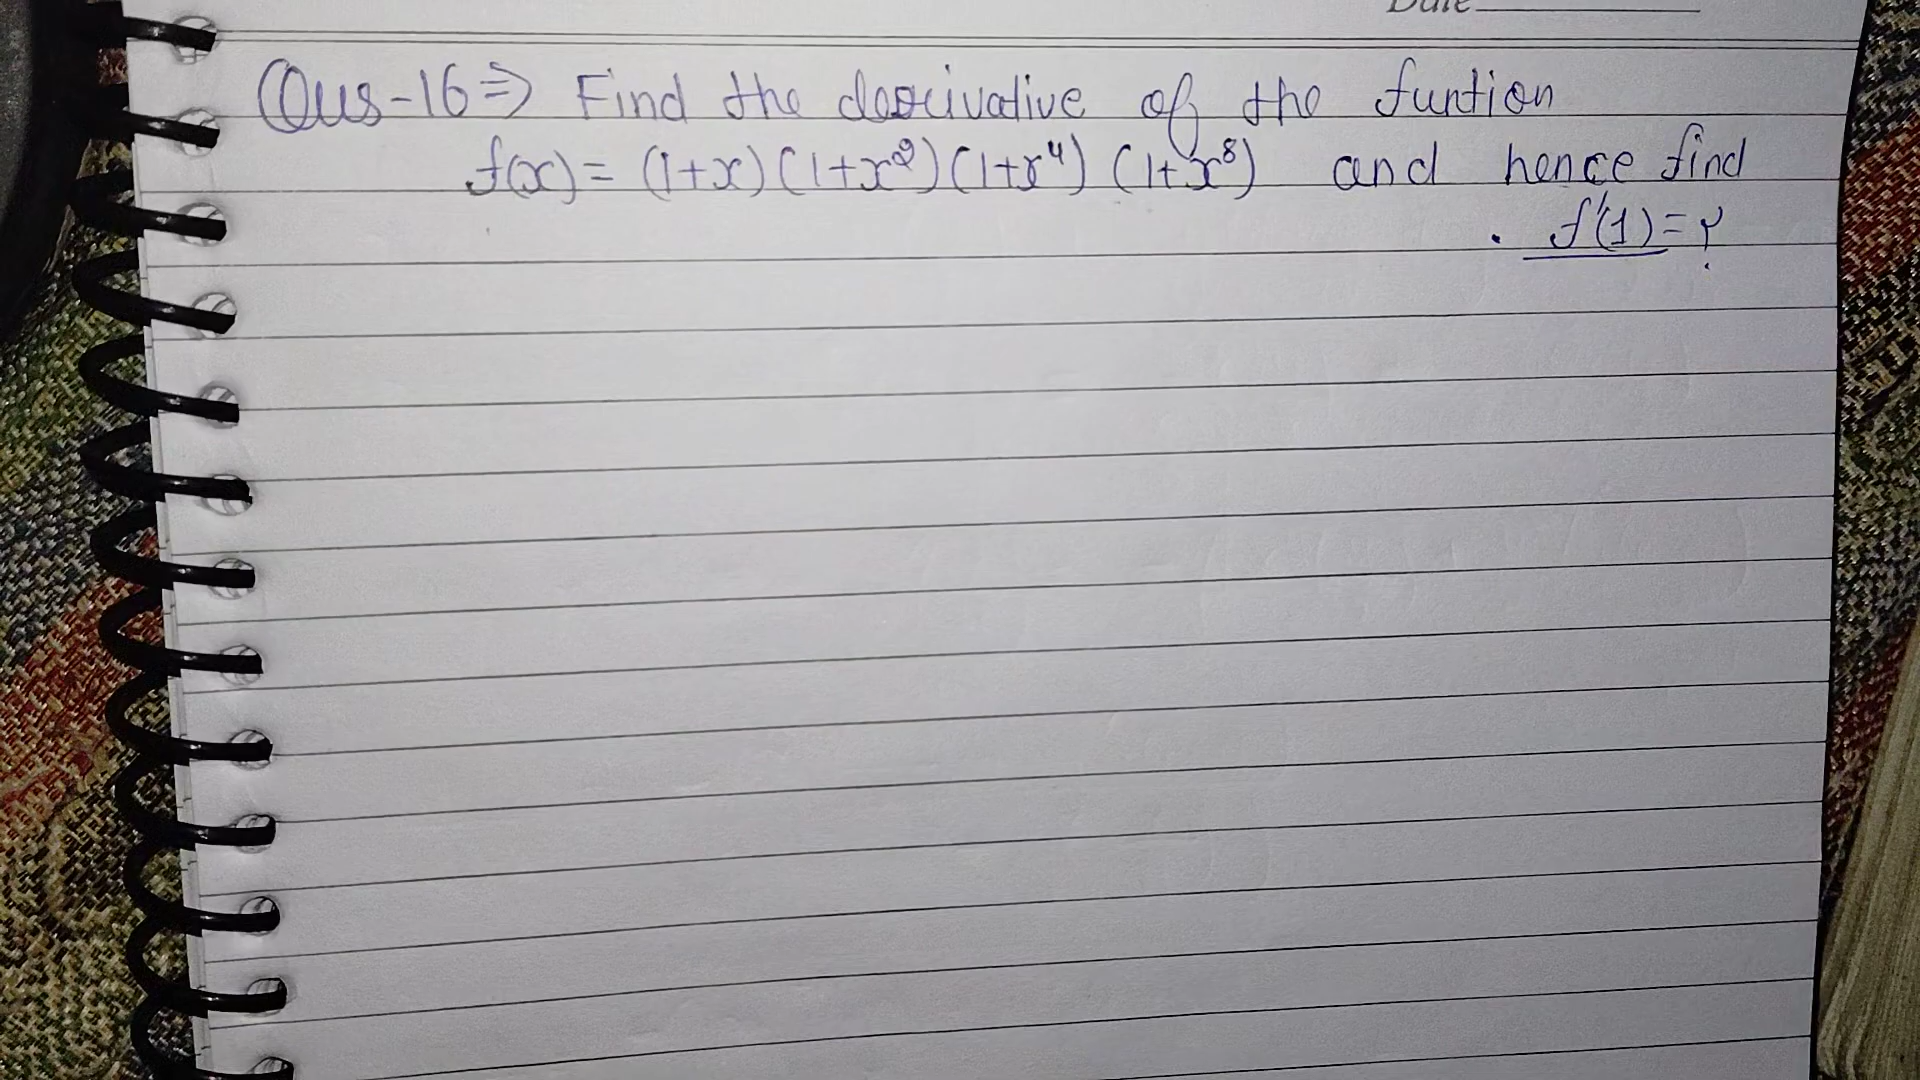 Date
Ques-16⇒ Find the derivative of the funtion
f(x) = (1+x)(1+x²)(1+x⁴)(1+x⁸) and hence find
. f'(1) = ?